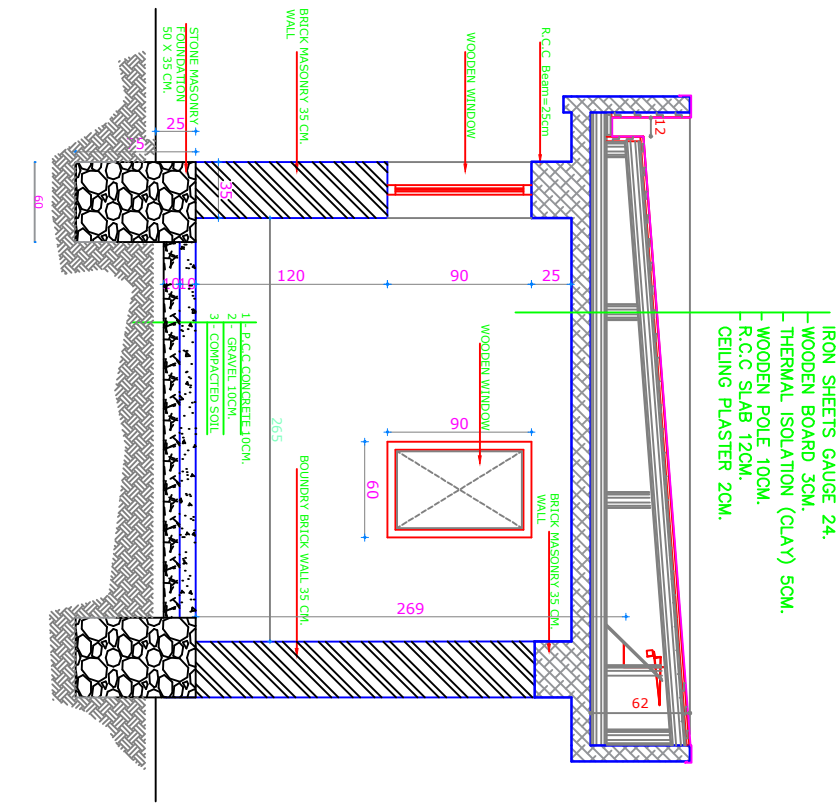 IRON SHEETS GAUGE 24.
WOODEN BOARD 3CM.
THERMAL ISOLATION (CLAY) 5CM.
WOODEN POLE 10CM.
R.C.C SLAB 12CM.
CEILING PLASTER 2CM.
12
62
R.C.C Beam=25cm
WOODEN WINDOW
BRICK MASONRY 35 CM.
WALL
STONE MASONRY
FOUNDATION
50 X 35 CM.
25
35
60
10
10
120
90
25
WOODEN WINDOW
90
60
1 - P.C.C CONCRETE 10CM.
2 - GRAVEL 10CM.
3 - COMPACTED SOIL
265
BRICK MASONRY 35 CM.
WALL
BOUNDRY BRICK WALL 35 CM.
269